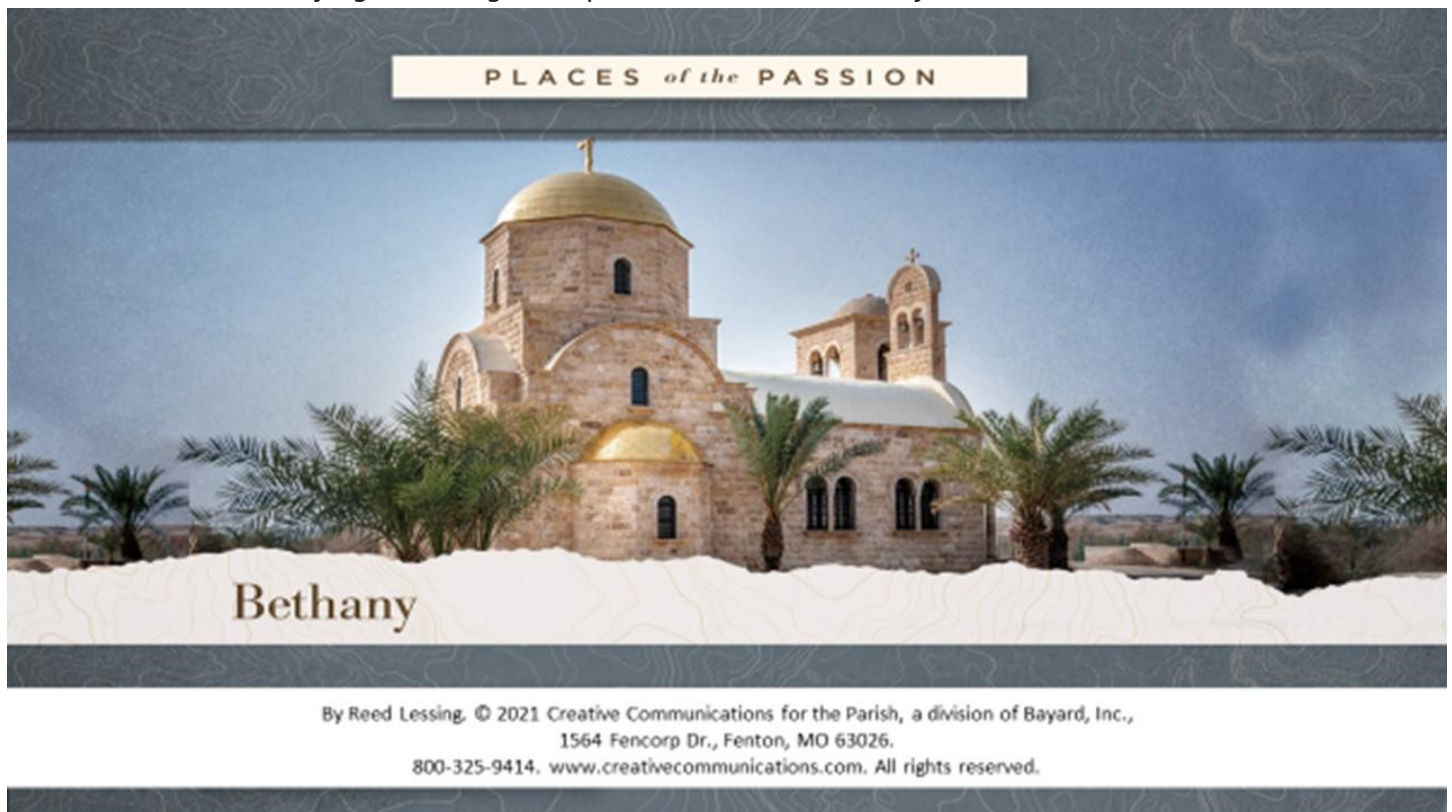 PLACES of the PASSION
Bethany
By Reed Lessing. © 2021 Creative Communications for the Parish, a division of Bayard, Inc.,
1564 Fencorp Dr., Fenton, MO 63026.
800-325-9414. www.creativecommunications.com. All rights reserved.